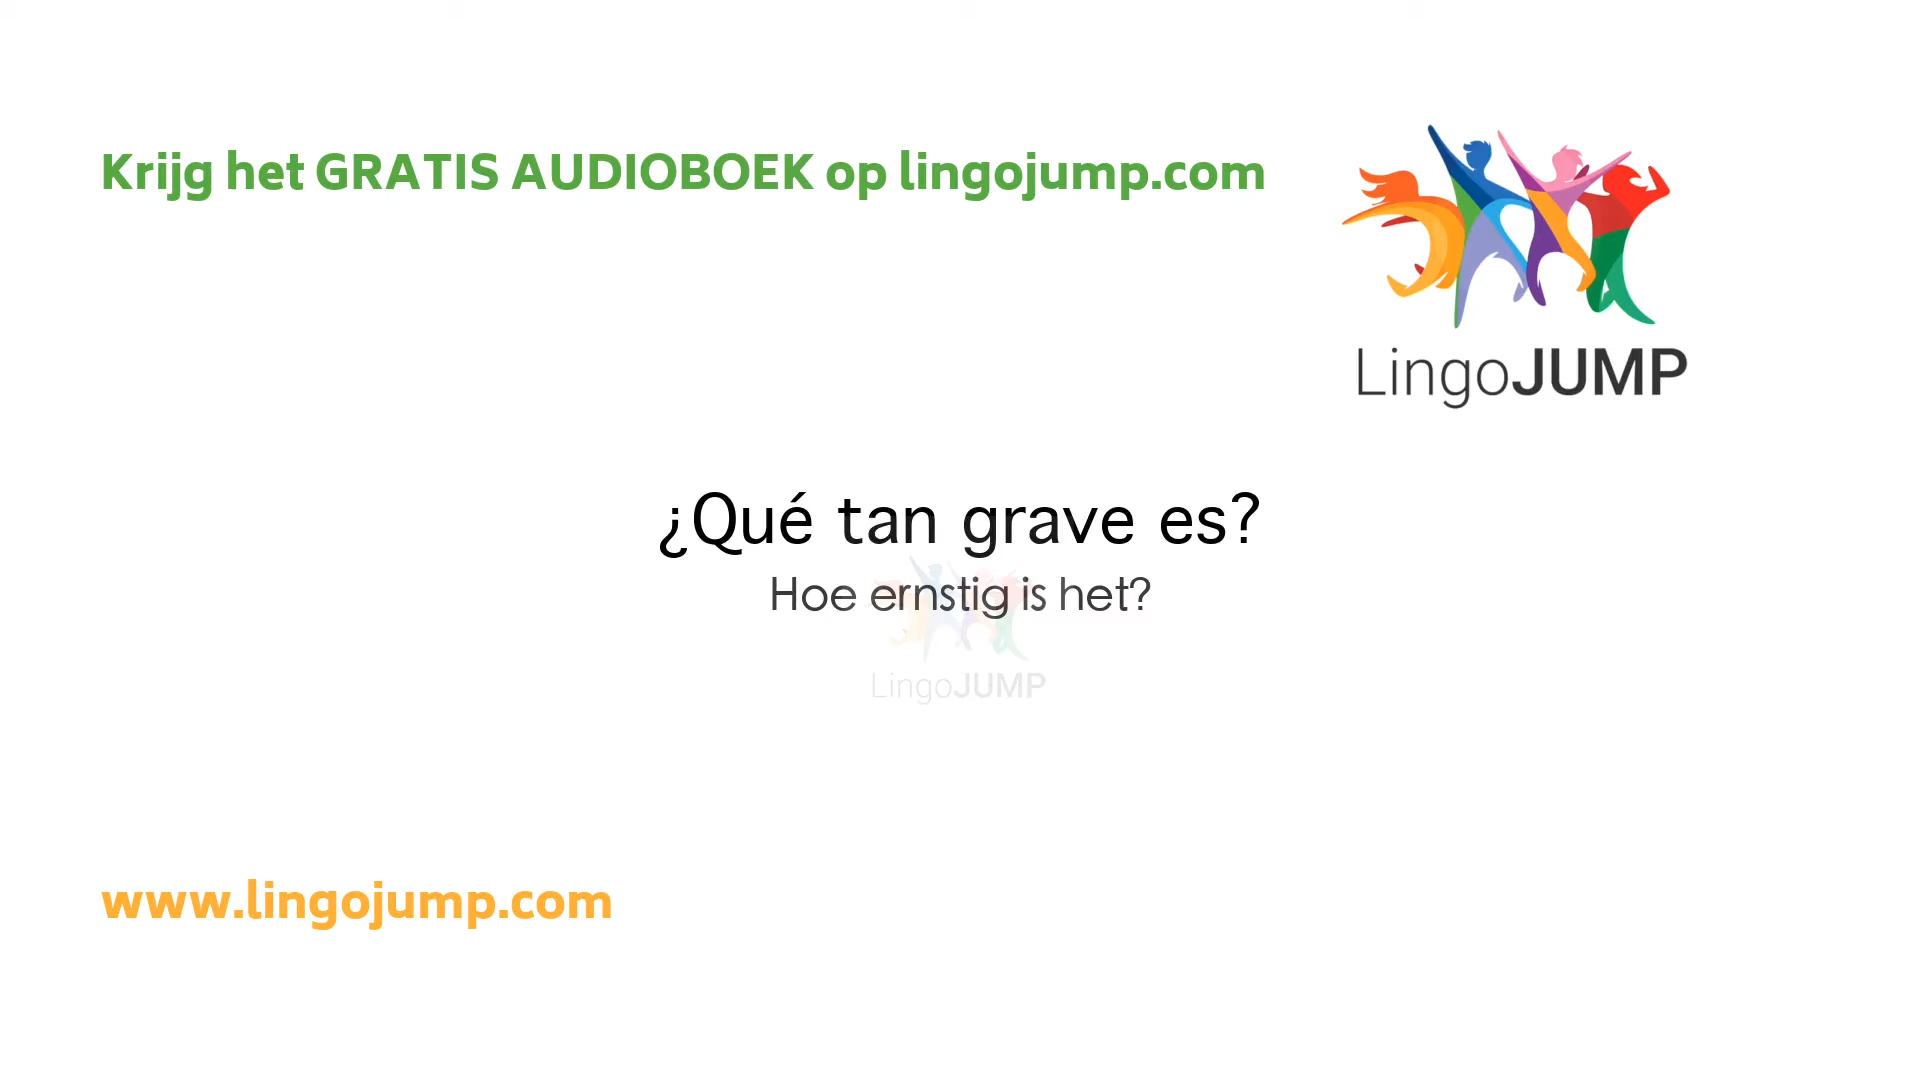 Krijg het GRATIS AUDIOBOEK op lingojump.com
LingoJUMP
¿Qué tan grave es?
Hoe ernstig is het?
LingoJUMP
www.lingojump.com